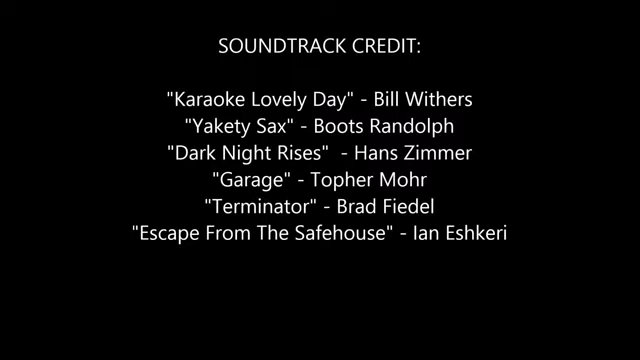 SOUNDTRACK CREDIT:
"Karaoke Lovely Day" - Bill Withers
"Yakety Sax" - Boots Randolph
"Dark Night Rises"  - Hans Zimmer
"Garage" - Topher Mohr
"Terminator" - Brad Fiedel
"Escape From The Safehouse" - Ian Eshkeri